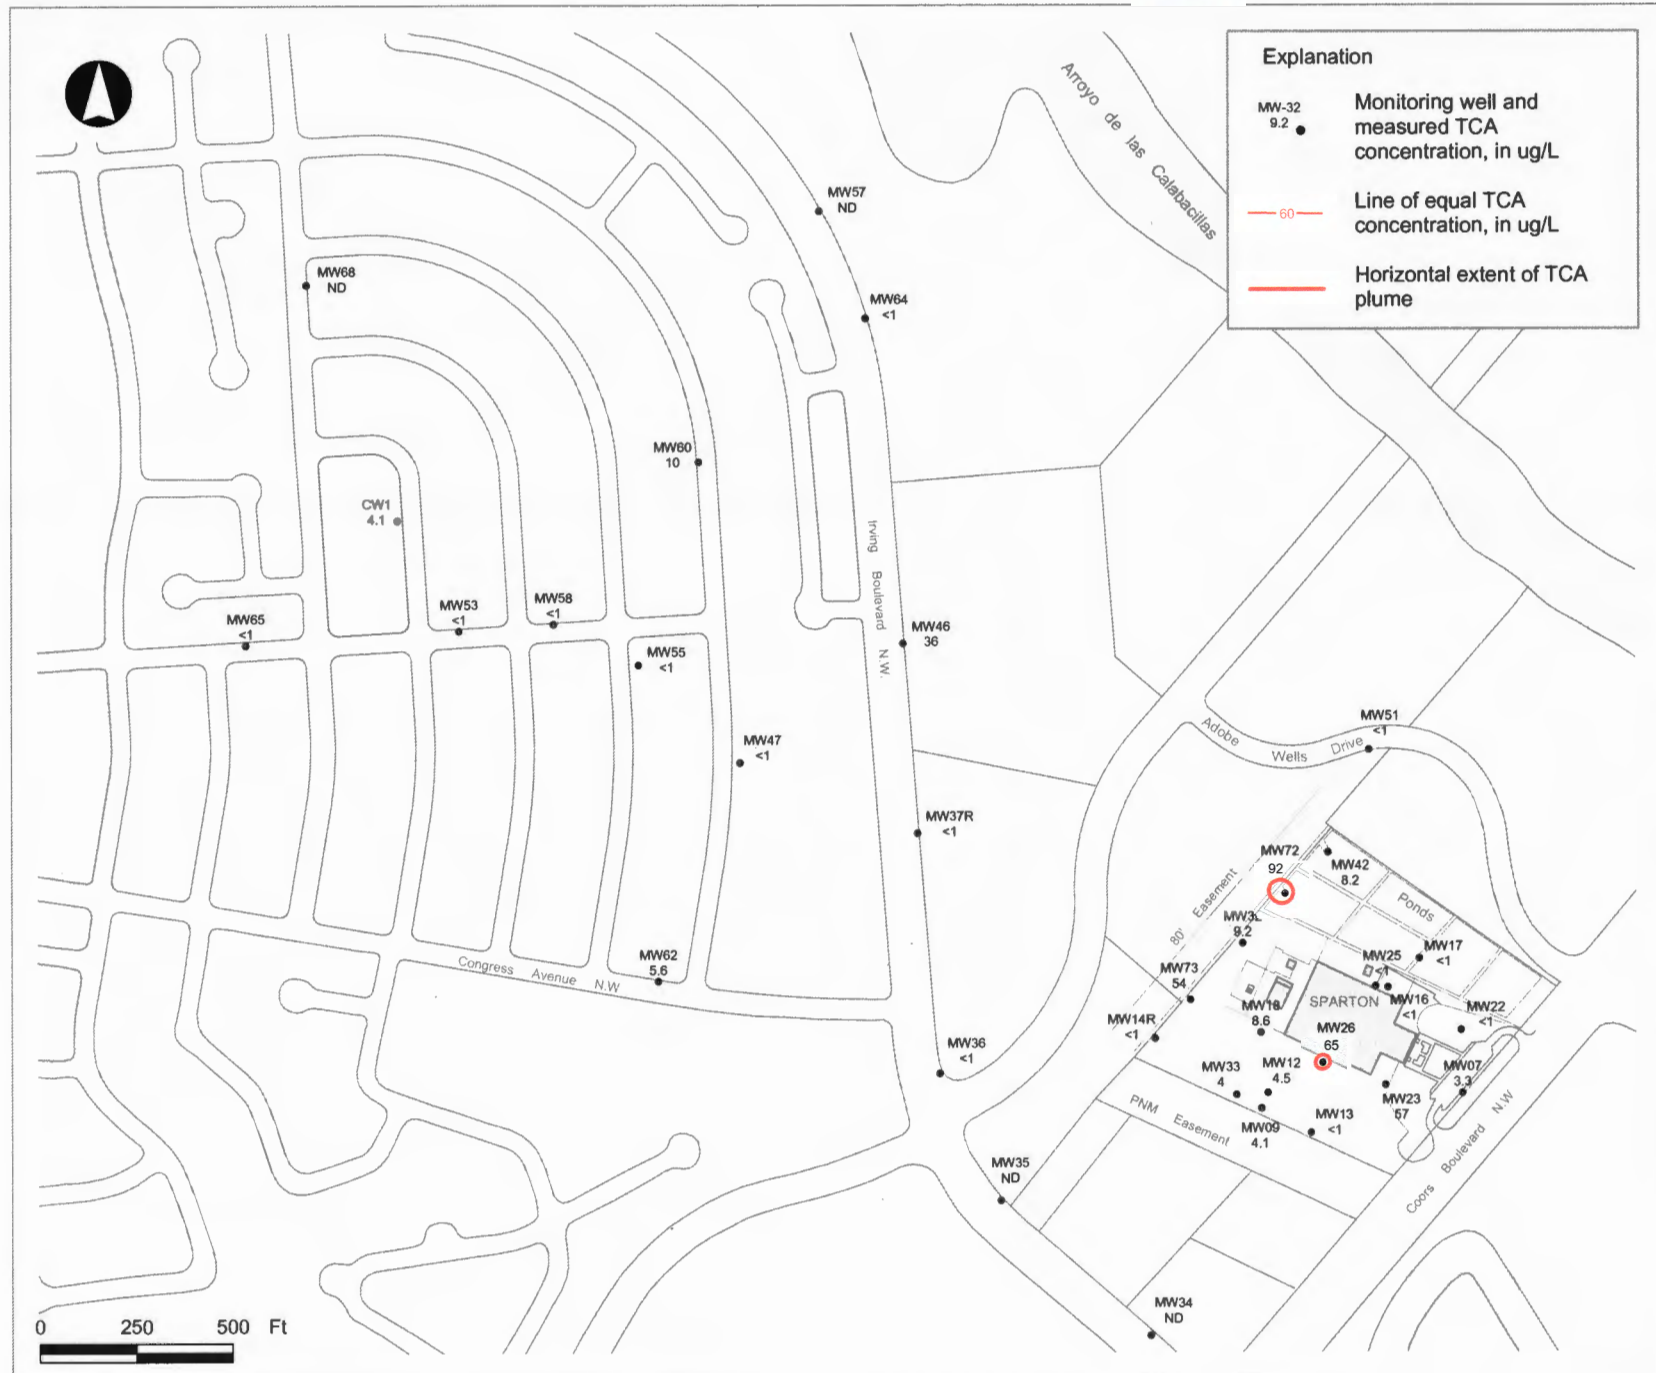 Explanation
MW-32
9.2
Monitoring well and
measured TCA
concentration, in ug/L
60
Line of equal TCA
concentration, in ug/L
Horizontal extent of TCA
plume
Arroyo de las Calabacillas
MW57
ND
MW68
ND
MW64
<1
MW60
10
CW1
4.1
Irving Boulevard N.W.
MW53
<1
MW58
<1
MW65
<1
MW46
36
MW55
<1
MW51
<1
Adobe Wells Drive
MW47
<1
MW37R
<1
MW72
92
MW42
8.2
80' Easement
Ponds
MW3
9.2
MW17
<1
MW25
<1
MW62
5.6
Congress Avenue N.W
MW73
54
SPARTON
MW16
<1
MW22
<1
MW18
8.6
MW14R
<1
MW26
65
MW36
<1
MW33
4
MW12
4.5
MW07
3.3
MW23
57
PNM Easement
MW09
4.1
MW13
<1
Coors Boulevard N.W
MW35
ND
MW34
ND
0 250 500 Ft